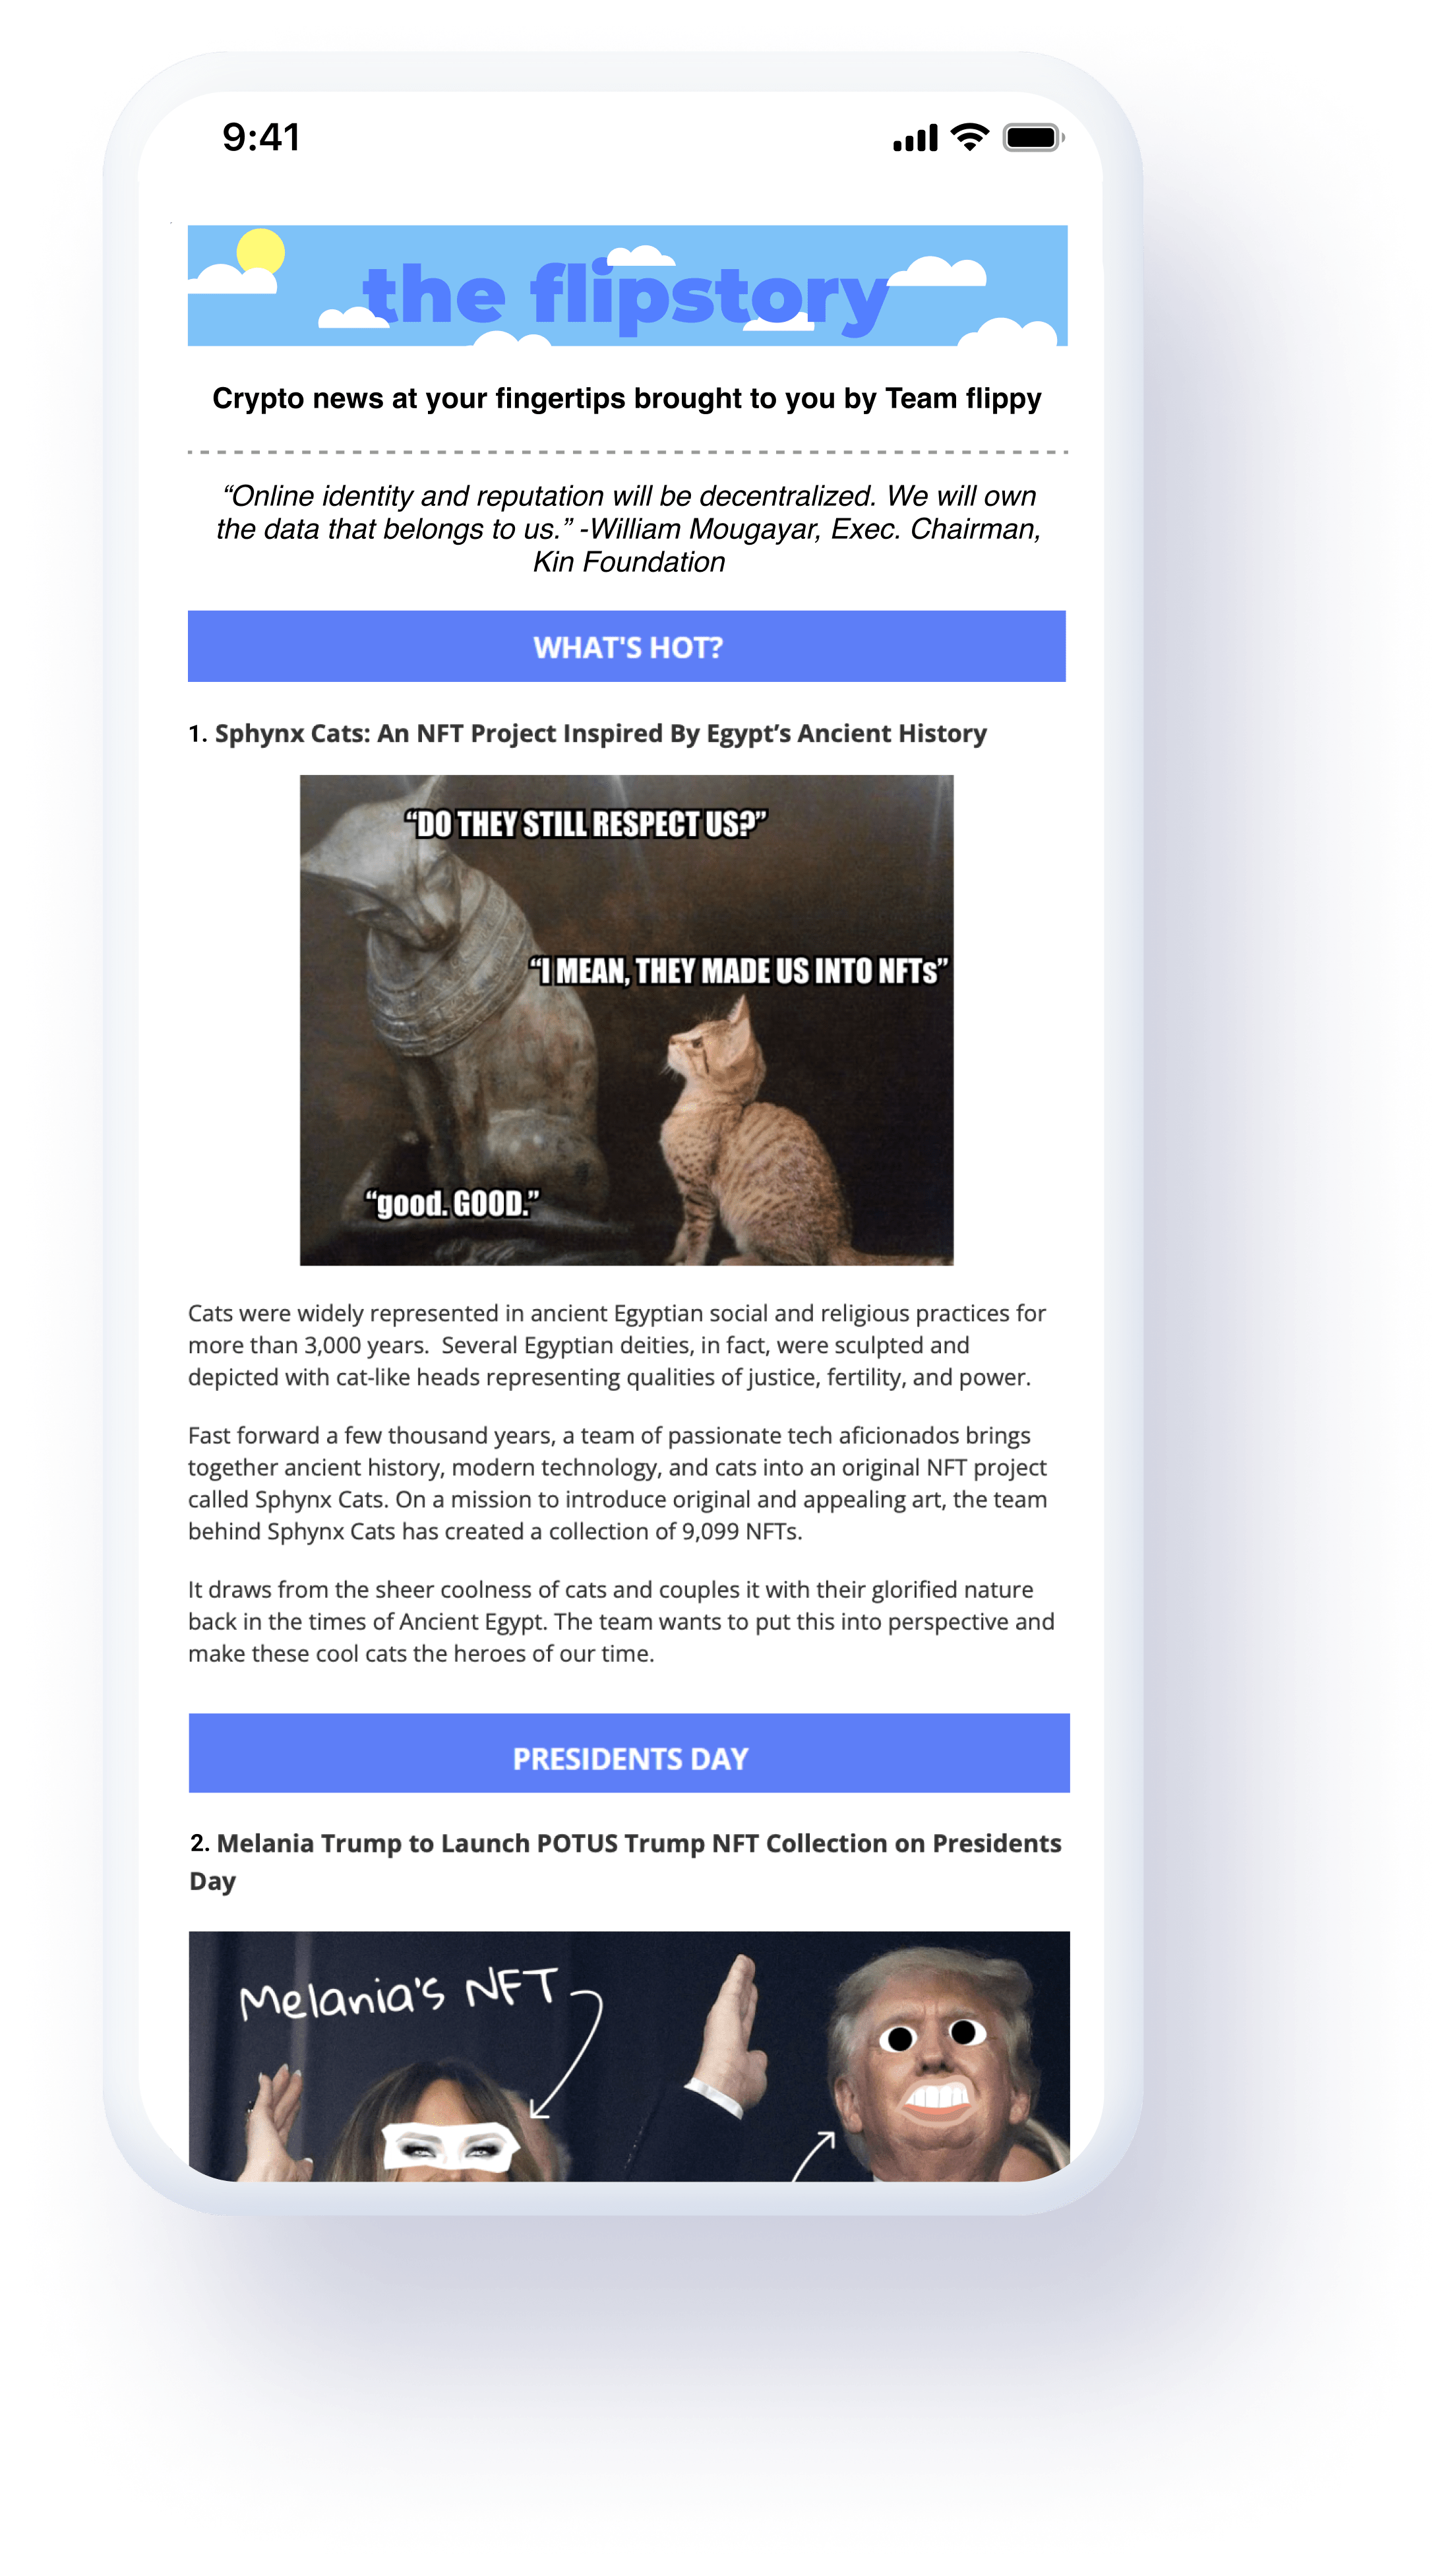 9:41
the flipstory
Crypto news at your fingertips brought to you by Team flippy
“Online identity and reputation will be decentralized. We will own
the data that belongs to us.” -William Mougayar, Exec. Chairman,
Kin Foundation
WHAT'S HOT?
1. Sphynx Cats: An NFT Project Inspired By Egypt’s Ancient History
“DO THEY STILL RESPECT US?”
“I MEAN, THEY MADE US INTO NFTs”
“good. GOOD.”
Cats were widely represented in ancient Egyptian social and religious practices for
more than 3,000 years.  Several Egyptian deities, in fact, were sculpted and
depicted with cat-like heads representing qualities of justice, fertility, and power.
Fast forward a few thousand years, a team of passionate tech aficionados brings
together ancient history, modern technology, and cats into an original NFT project
called Sphynx Cats. On a mission to introduce original and appealing art, the team
behind Sphynx Cats has created a collection of 9,099 NFTs.
It draws from the sheer coolness of cats and couples it with their glorified nature
back in the times of Ancient Egypt. The team wants to put this into perspective and
make these cool cats the heroes of our time.
PRESIDENTS DAY
2. Melania Trump to Launch POTUS Trump NFT Collection on Presidents
Day
Melania's NFT